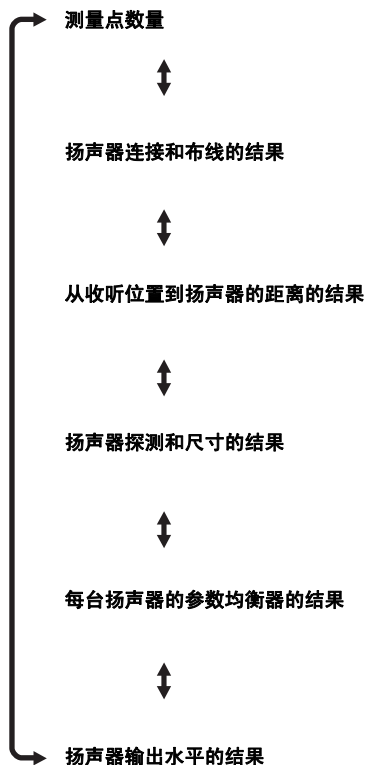 测量点数量
扬声器连接和布线的结果
从收听位置到扬声器的距离的结果
扬声器探测和尺寸的结果
每台扬声器的参数均衡器的结果
扬声器输出水平的结果